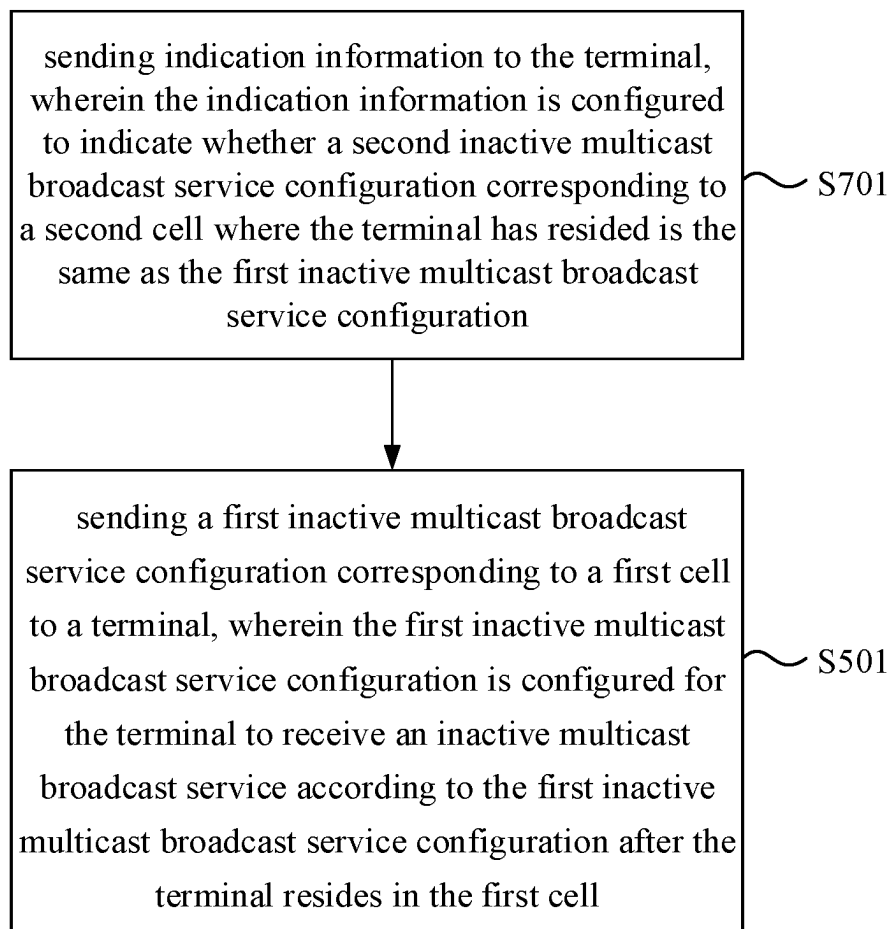 sending indication information to the terminal,
wherein the indication information is configured
to indicate whether a second inactive multicast
broadcast service configuration corresponding to
a second cell where the terminal has resided is the
same as the first inactive multicast broadcast
service configuration
S701
sending a first inactive multicast broadcast
service configuration corresponding to a first cell
to a terminal, wherein the first inactive multicast
broadcast service configuration is configured for
the terminal to receive an inactive multicast
broadcast service according to the first inactive
multicast broadcast service configuration after the
terminal resides in the first cell
S501